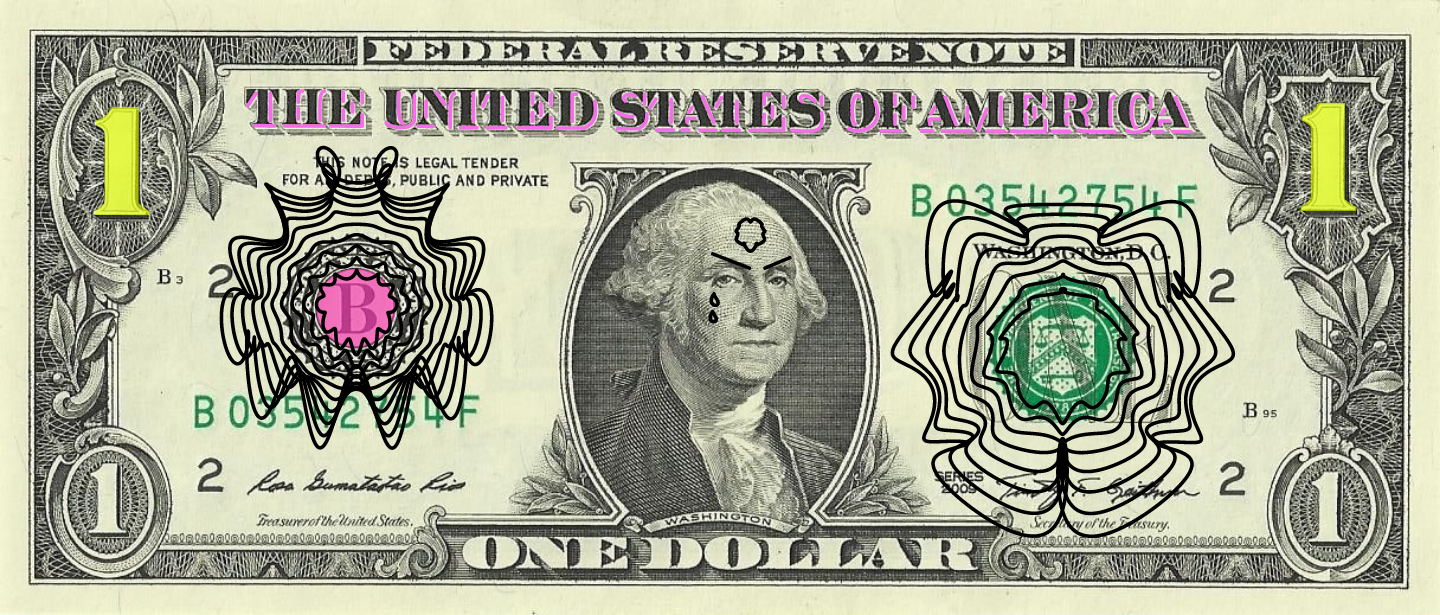 FEDERAL RESERVE NOTE
THE UNITED STATES OF AMERICA
1
1
THIS NOTE IS LEGAL TENDER
FOR ALL DEBTS, PUBLIC AND PRIVATE
B 03542754 F
WASHINGTON, D.C.
B 3
2
2
B
B 03542754 F
B 95
2
Rosa Gumataotao Rios
Treasurer of the United States.
SERIES
2009
Timothy F. Geithner
Secretary of the Treasury.
2
1
WASHINGTON
1
ONE DOLLAR